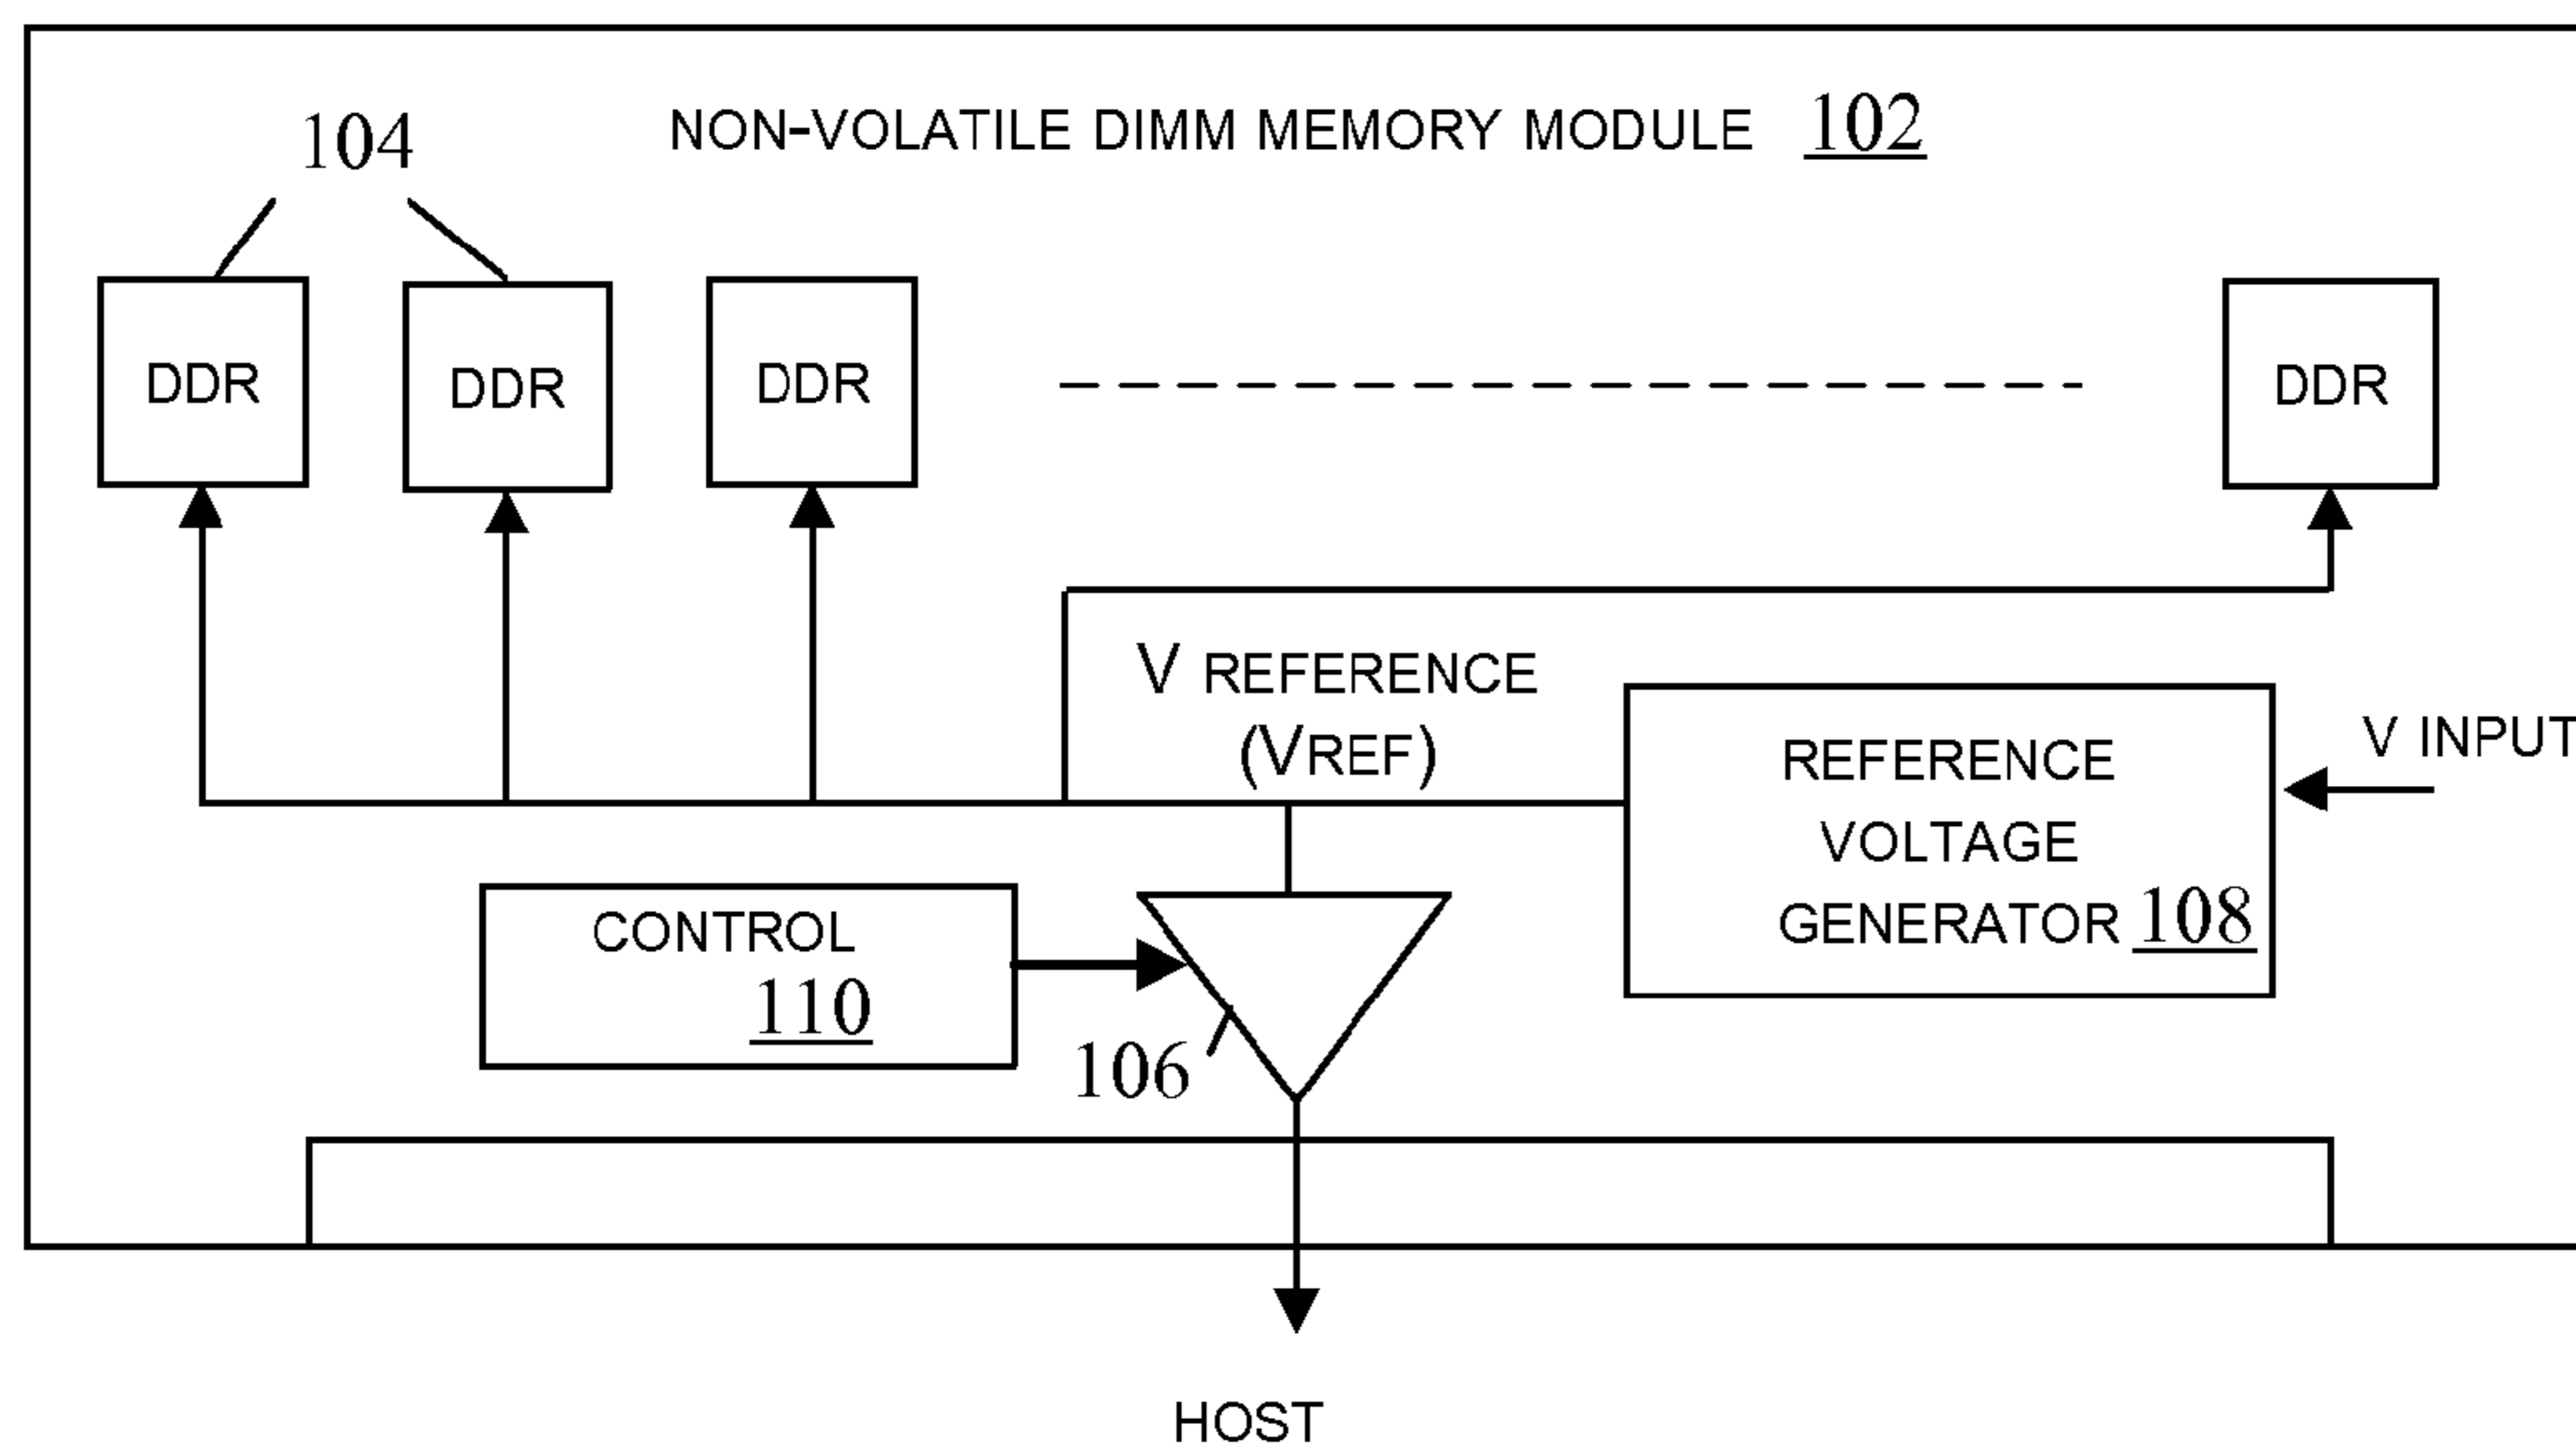 NON-VOLATILE DIMM MEMORY MODULE 102
104
DDR DDR DDR DDR
V REFERENCE
(VREF)
V INPUT
REFERENCE
VOLTAGE
GENERATOR 108
CONTROL
110
106
HOST